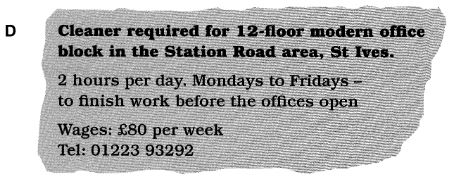 D
Cleaner required for 12-floor modern office
block in the Station Road area, St Ives.
2 hours per day, Mondays to Fridays –
to finish work before the offices open
Wages: £80 per week
Tel: 01223 93292